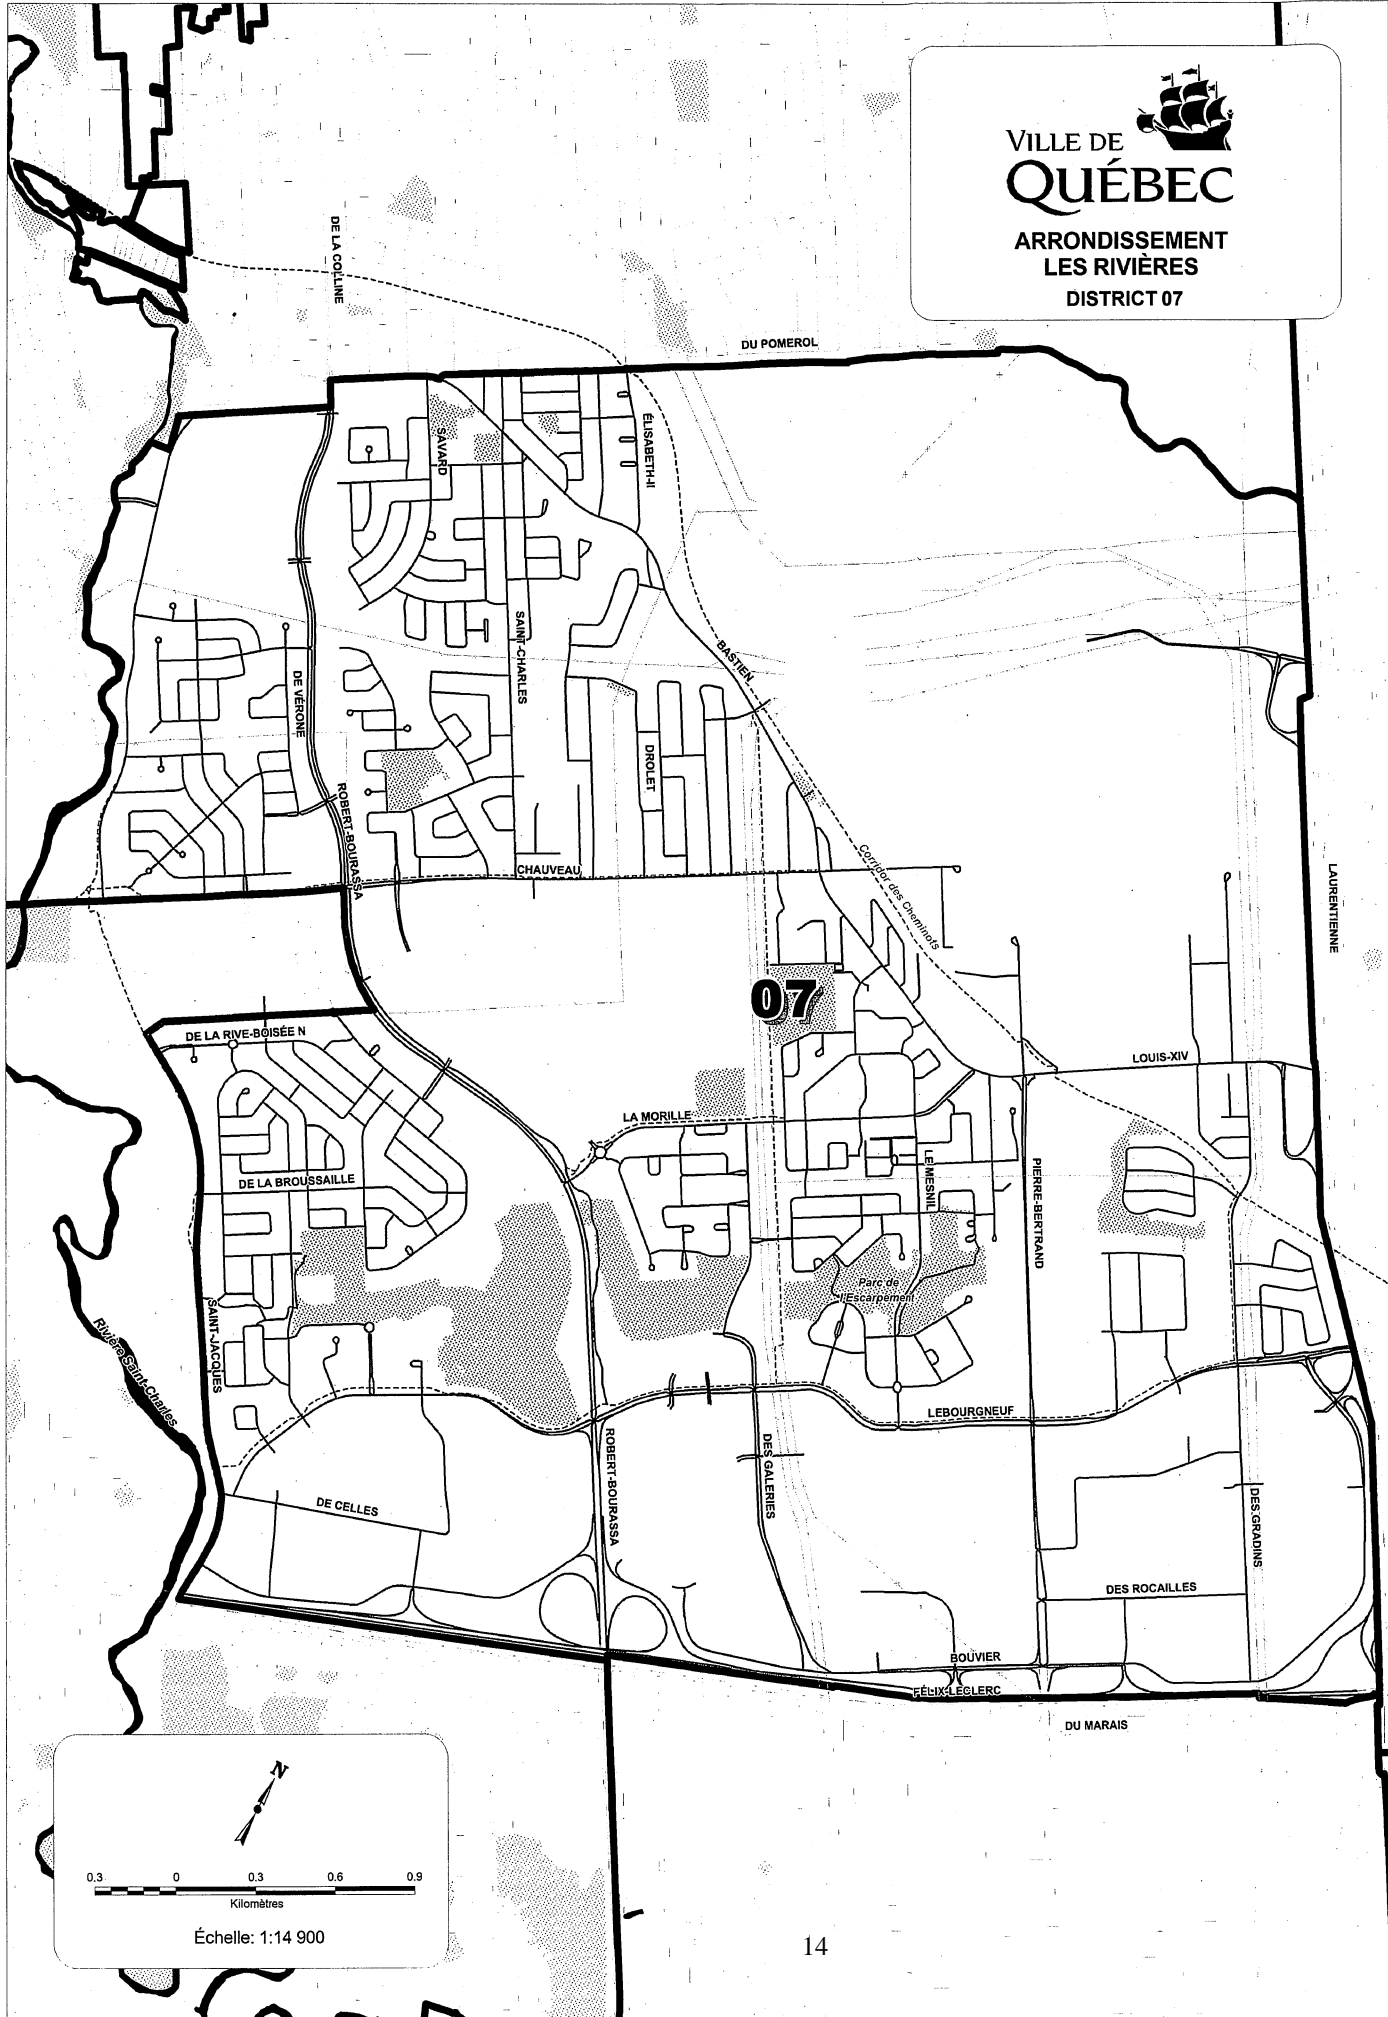 VILLE DE
QUÉBEC
ARRONDISSEMENT
LES RIVIÈRES
DISTRICT 07
DE LA COLLINE
DU POMEROL
SAVARD
ÉLISABETH-II
SAINT-CHARLES
BASTIEN
DE VÉRONE
DROLET
ROBERT-BOURASSA
CHAUVEAU
Corridor des Cheminots
LAURENTIENNE
07
DE LA RIVE-BOISÉE N
LOUIS-XIV
LA MORILLE
DE LA BROUSSAILLE
LE MESNIL
PIERRE-BERTRAND
Parc de
l'Escarpement
SAINT-JACQUES
Rivière Saint-Charles
LEBOURGNEUF
ROBERT-BOURASSA
DES GALERIES
DE CELLES
DES GRADINS
DES ROCAILLES
BOUVIER
FÉLIX-LECLERC
DU MARAIS
N
0.3 0 0.3 0.6 0.9
Kilomètres
Échelle: 1:14 900
14